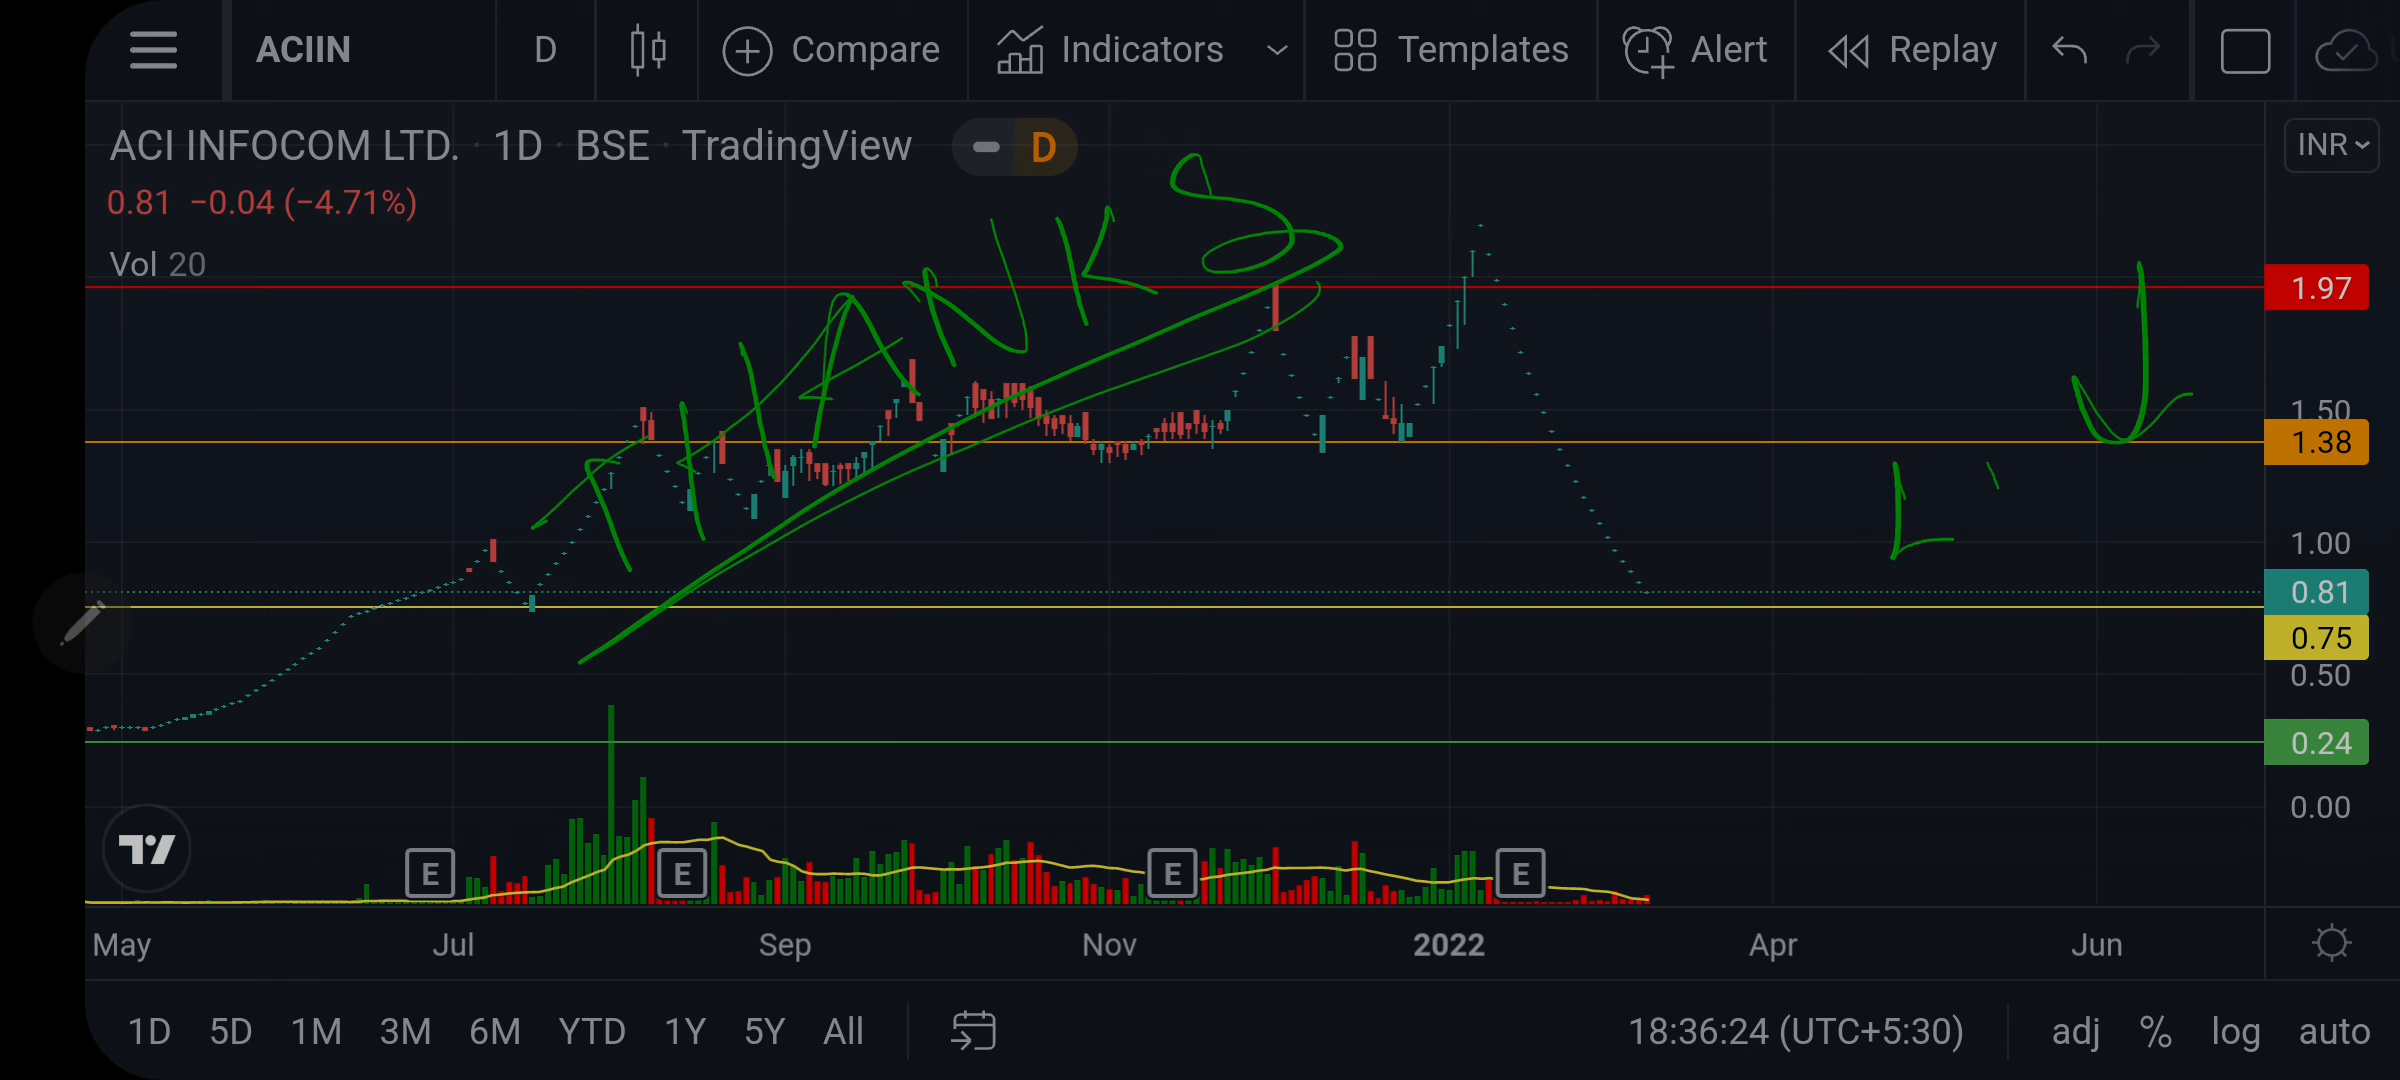 ACIIN D Compare Indicators Templates Alert Replay
ACI INFOCOM LTD. · 1D · BSE · TradingView D INR
0.81 −0.04 (−4.71%)
Vol 20
THANKS
1.97
1.50
1.38
1.00
0.81
0.75
0.50
0.24
0.00
E E E E
May Jul Sep Nov 2022 Apr Jun
1D 5D 1M 3M 6M YTD 1Y 5Y All 18:36:24 (UTC+5:30) adj % log auto